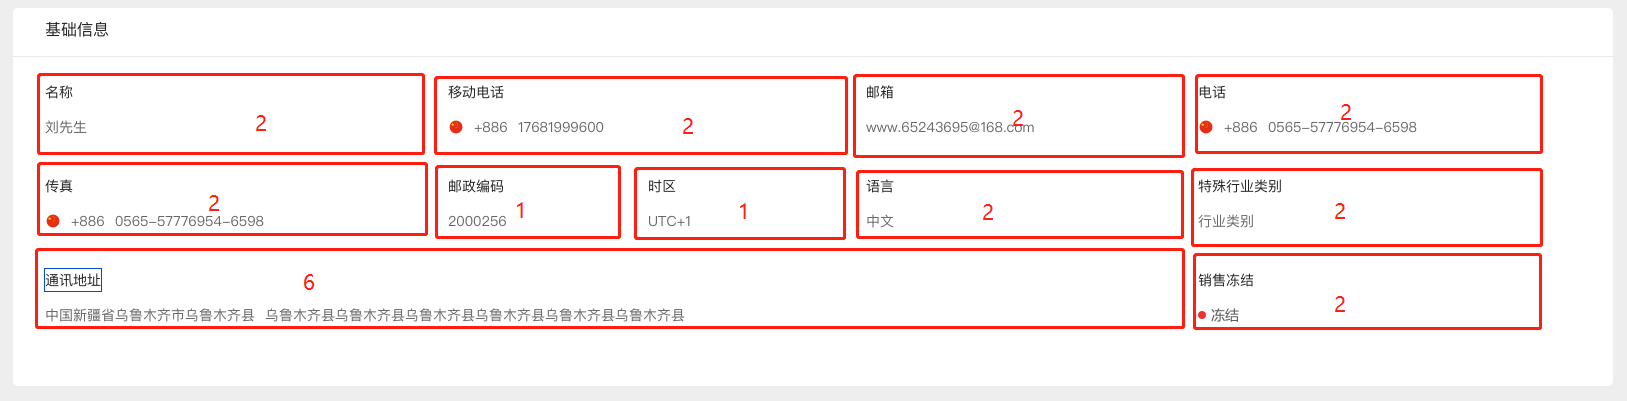 基础信息
名称
移动电话
邮箱
电话
刘先生
2
+886 17681999600
2
www.65243695@168.com
2
+886 0565-57776954-6598
2
传真
邮政编码
时区
语言
特殊行业类别
+886 0565-57776954-6598
2
2000256
1
UTC+1
1
中文
2
行业类别
2
通讯地址
6
销售冻结
中国新疆省乌鲁木齐市乌鲁木齐县 乌鲁木齐县乌鲁木齐县乌鲁木齐县乌鲁木齐县乌鲁木齐县乌鲁木齐县
冻结
2